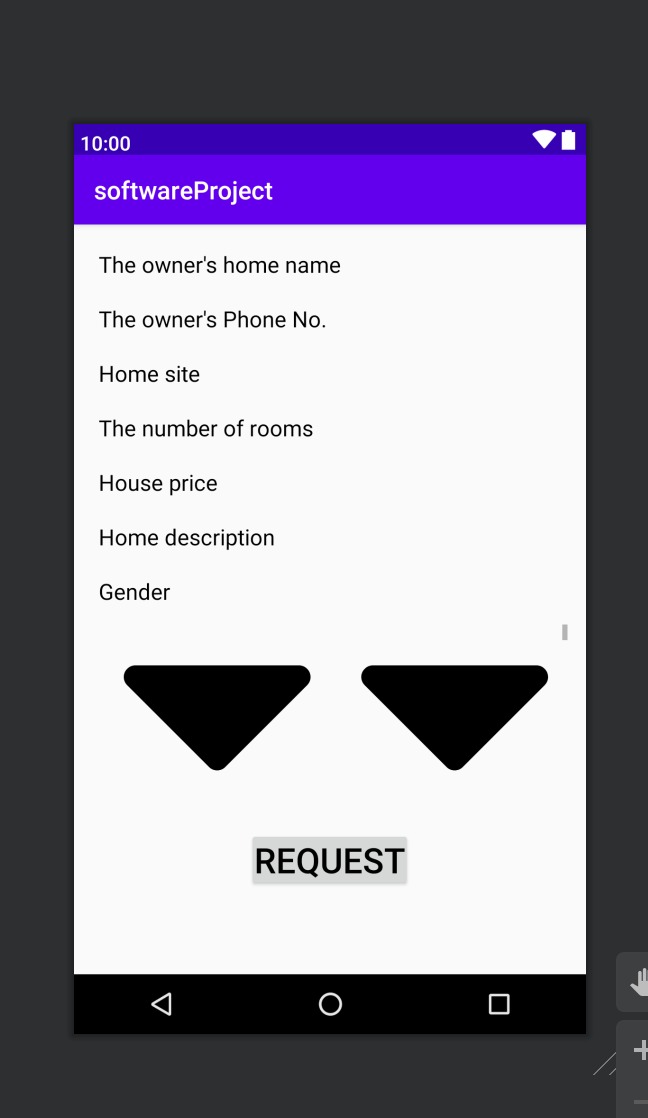 10:00
softwareProject
The owner's home name
The owner's Phone No.
Home site
The number of rooms
House price
Home description
Gender
REQUEST